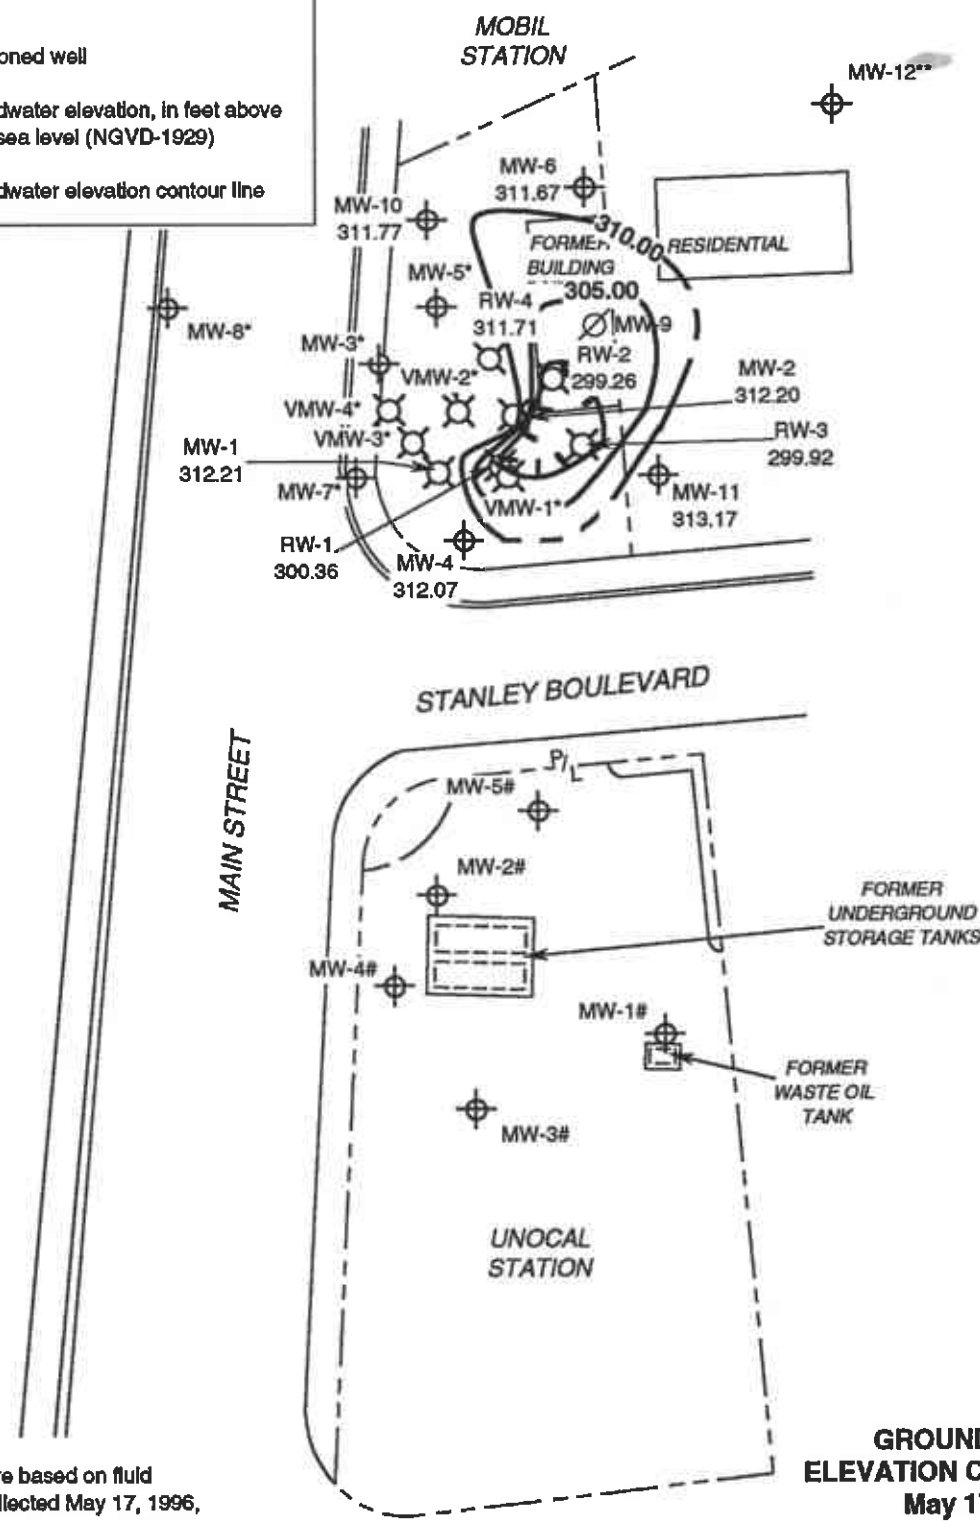 oned well
dwater elevation, in feet above
sea level (NGVD-1929)
dwater elevation contour line
MOBIL
STATION
MW-12**
MW-6
311.67
MW-10
311.77
310.00
FORMER
BUILDING
RESIDENTIAL
MW-5*
305.00
RW-4
311.71
MW-9
MW-8*
MW-3*
RW-2
299.26
VMW-2*
MW-2
312.20
VMW-4*
VMW-3*
RW-3
299.92
MW-1
312.21
MW-7*
VMW-1*
MW-11
313.17
RW-1
300.36
MW-4
312.07
STANLEY BOULEVARD
MAIN STREET
P/L
MW-5#
MW-2#
FORMER
UNDERGROUND
STORAGE TANKS
MW-4#
MW-1#
FORMER
WASTE OIL
TANK
MW-3#
UNOCAL
STATION
GROUN
ELEVATION C
May 17
re based on fluid
llected May 17, 1996,